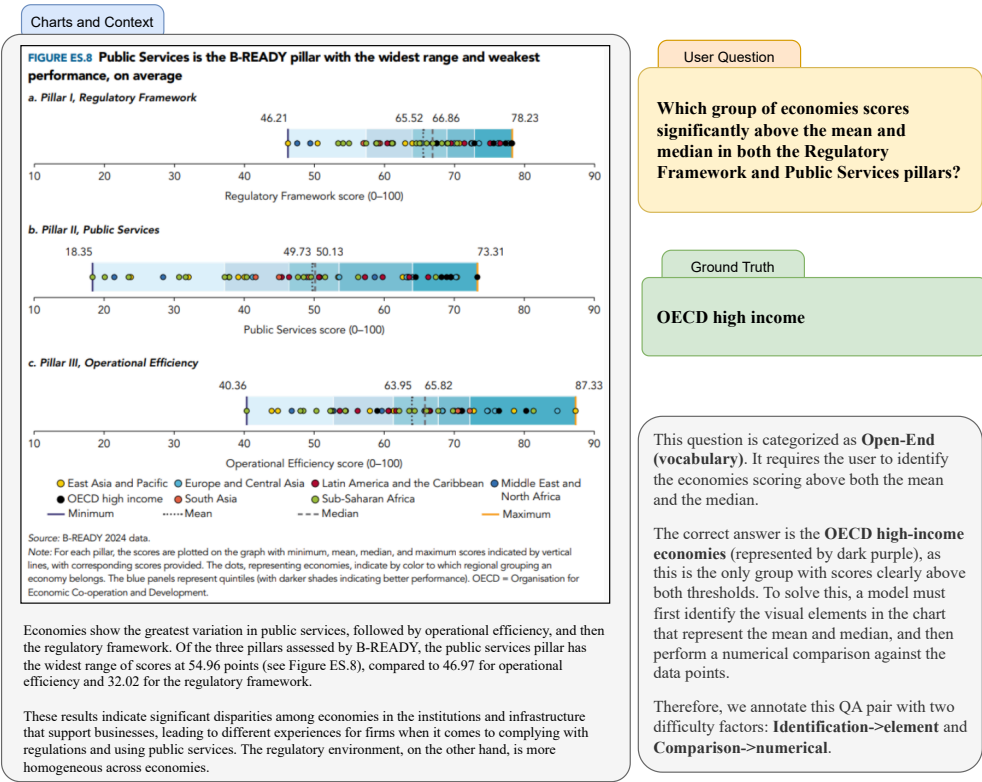 Charts and Context
FIGURE ES.8 Public Services is the B-READY pillar with the widest range and weakest
performance, on average
a. Pillar I, Regulatory Framework
46.21 65.52 66.86 78.23
10 20 30 40 50 60 70 80 90
Regulatory Framework score (0–100)
b. Pillar II, Public Services
18.35 49.73 50.13 73.31
10 20 30 40 50 60 70 80 90
Public Services score (0–100)
c. Pillar III, Operational Efficiency
40.36 63.95 65.82 87.33
10 20 30 40 50 60 70 80 90
Operational Efficiency score (0–100)
East Asia and Pacific Europe and Central Asia Latin America and the Caribbean Middle East and
North Africa
OECD high income South Asia Sub-Saharan Africa
Minimum Mean Median Maximum
Source: B-READY 2024 data.
Note: For each pillar, the scores are plotted on the graph with minimum, mean, median, and maximum scores indicated by vertical
lines, with corresponding scores provided. The dots, representing economies, indicate by color to which regional grouping an
economy belongs. The blue panels represent quintiles (with darker shades indicating better performance). OECD = Organisation for
Economic Co-operation and Development.
Economies show the greatest variation in public services, followed by operational efficiency, and then
the regulatory framework. Of the three pillars assessed by B-READY, the public services pillar has
the widest range of scores at 54.96 points (see Figure ES.8), compared to 46.97 for operational
efficiency and 32.02 for the regulatory framework.
These results indicate significant disparities among economies in the institutions and infrastructure
that support businesses, leading to different experiences for firms when it comes to complying with
regulations and using public services. The regulatory environment, on the other hand, is more
homogeneous across economies.
User Question
Which group of economies scores
significantly above the mean and
median in both the Regulatory
Framework and Public Services pillars?
Ground Truth
OECD high income
This question is categorized as Open-End
(vocabulary). It requires the user to identify
the economies scoring above both the mean
and the median.
The correct answer is the OECD high-income
economies (represented by dark purple), as
this is the only group with scores clearly above
both thresholds. To solve this, a model must
first identify the visual elements in the chart
that represent the mean and median, and then
perform a numerical comparison against the
data points.
Therefore, we annotate this QA pair with two
difficulty factors: Identification->element and
Comparison->numerical.